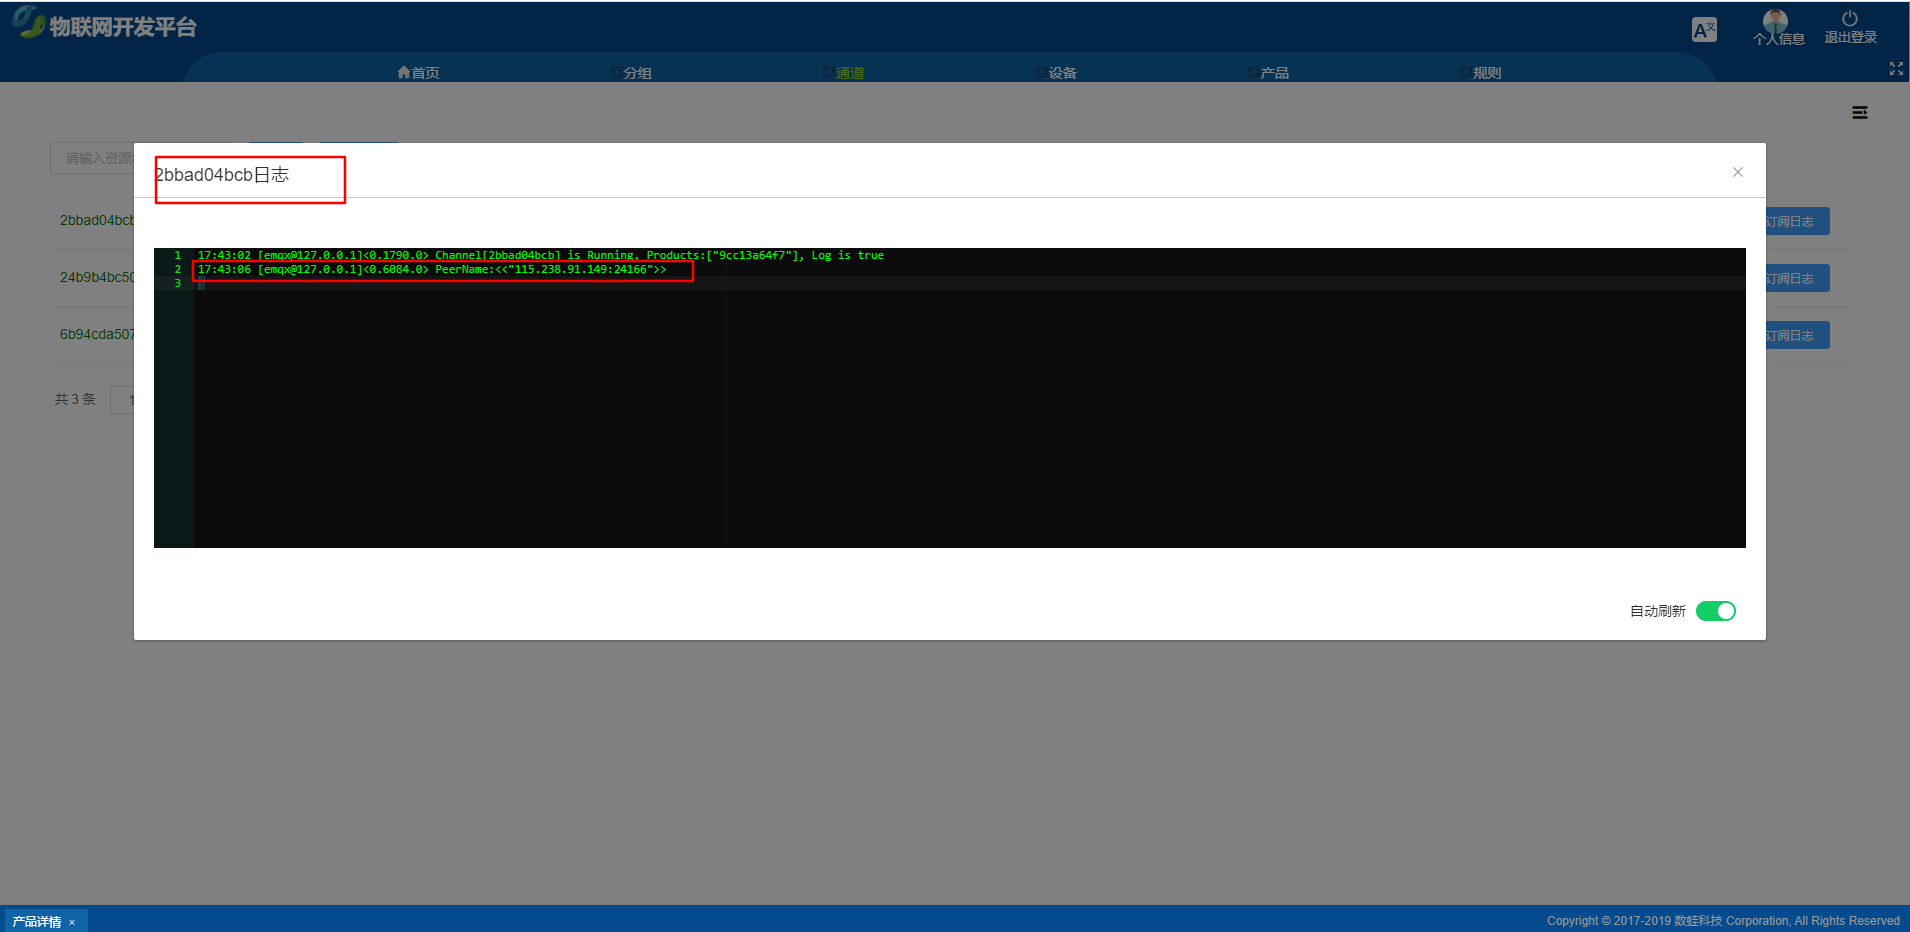 物联网开发平台
个人信息
退出登录
首页
分组
通道
设备
产品
规则
请输入资源
2bbad04bcb日志
2bbad04bcb
订阅日志
1 17:43:02 [emqx@127.0.0.1]<0.1790.0> Channel[2bbad04bcb] is Running, Products:["9cc13a64f7"], Log is true
2 17:43:06 [emqx@127.0.0.1]<0.6084.0> PeerName:<<"115.238.91.149:24166">>
3
24b9b4bc50
订阅日志
6b94cda507
订阅日志
共 3 条
1
自动刷新
产品详情 ×
Copyright © 2017-2019 数蛙科技 Corporation, All Rights Reserved